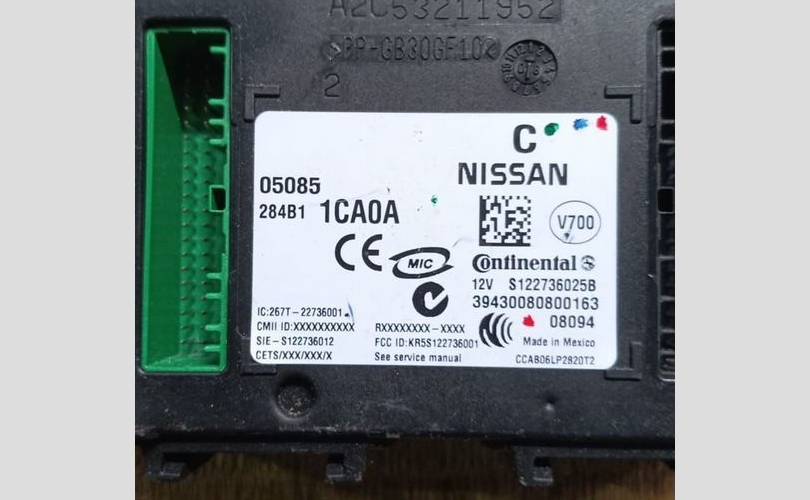 A2C53211952
>PP-GB30GF10<
2
C
NISSAN
05085
284B1 1CA0A
V700
CE
MIC
Continental
12V S122736025B
39430080800163
08094
Made in Mexico
CCAB06LP2820T2
IC:267T-22736001
CMII ID:XXXXXXXXXX
SIE-S122736012
CETS/XXX/XXX/X
RXXXXXXXX-XXXX
FCC ID:KR5S122736001
See service manual